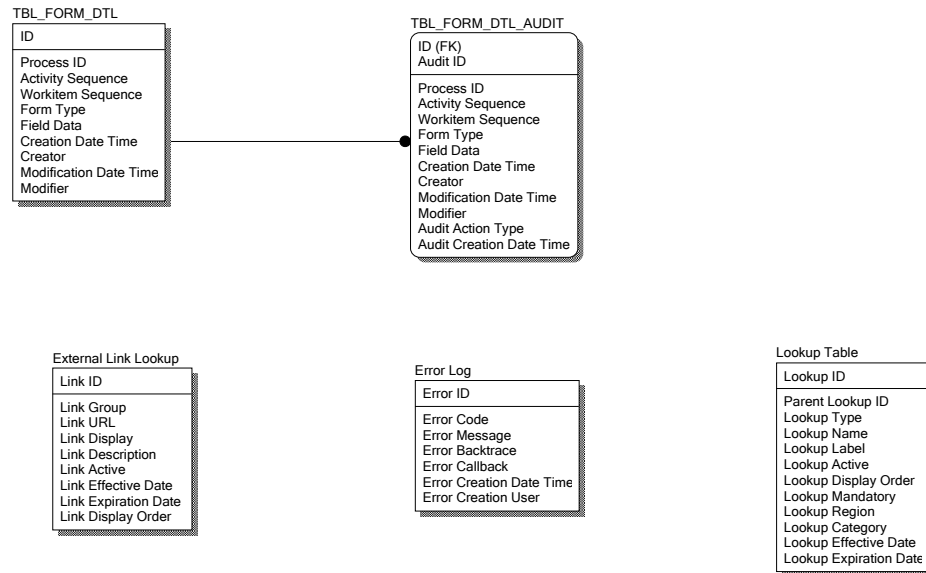 TBL_FORM_DTL
ID
Process ID
Activity Sequence
Workitem Sequence
Form Type
Field Data
Creation Date Time
Creator
Modification Date Time
Modifier
TBL_FORM_DTL_AUDIT
ID (FK)
Audit ID
Process ID
Activity Sequence
Workitem Sequence
Form Type
Field Data
Creation Date Time
Creator
Modification Date Time
Modifier
Audit Action Type
Audit Creation Date Time
External Link Lookup
Link ID
Link Group
Link URL
Link Display
Link Description
Link Active
Link Effective Date
Link Expiration Date
Link Display Order
Error Log
Error ID
Error Code
Error Message
Error Backtrace
Error Callback
Error Creation Date Time
Error Creation User
Lookup Table
Lookup ID
Parent Lookup ID
Lookup Type
Lookup Name
Lookup Label
Lookup Active
Lookup Display Order
Lookup Mandatory
Lookup Region
Lookup Category
Lookup Effective Date
Lookup Expiration Date